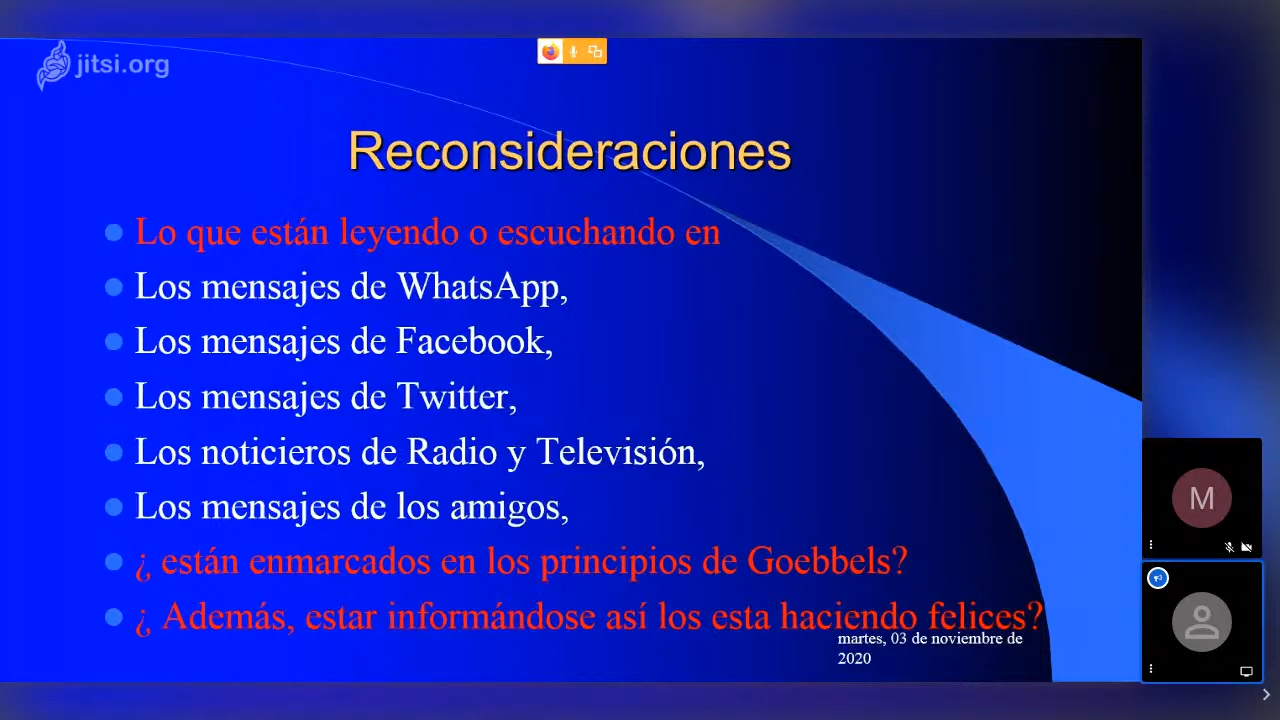 jitsi.org
Reconsideraciones
Lo que están leyendo o escuchando en
Los mensajes de WhatsApp,
Los mensajes de Facebook,
Los mensajes de Twitter,
Los noticieros de Radio y Televisión,
Los mensajes de los amigos,
¿ están enmarcados en los principios de Goebbels?
¿ Además, estar informándose así los esta haciendo felices?
martes, 03 de noviembre de
2020
M